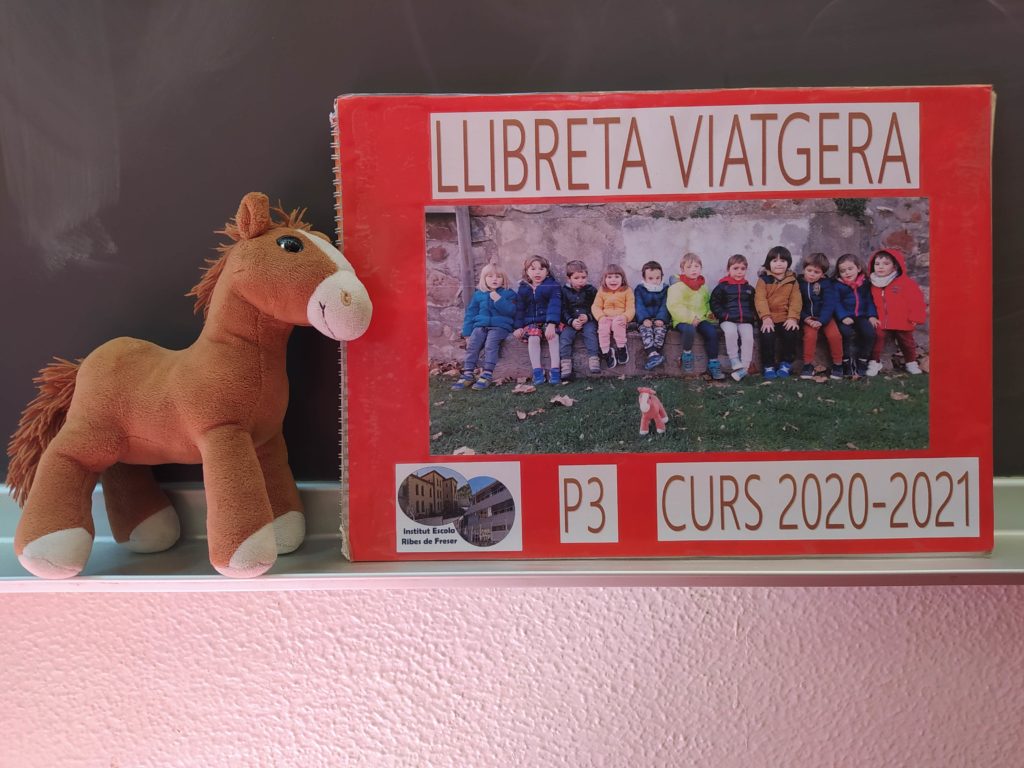 LLIBRETA VIATGERA
Institut Escola
Ribes de Freser
P3
CURS 2020-2021